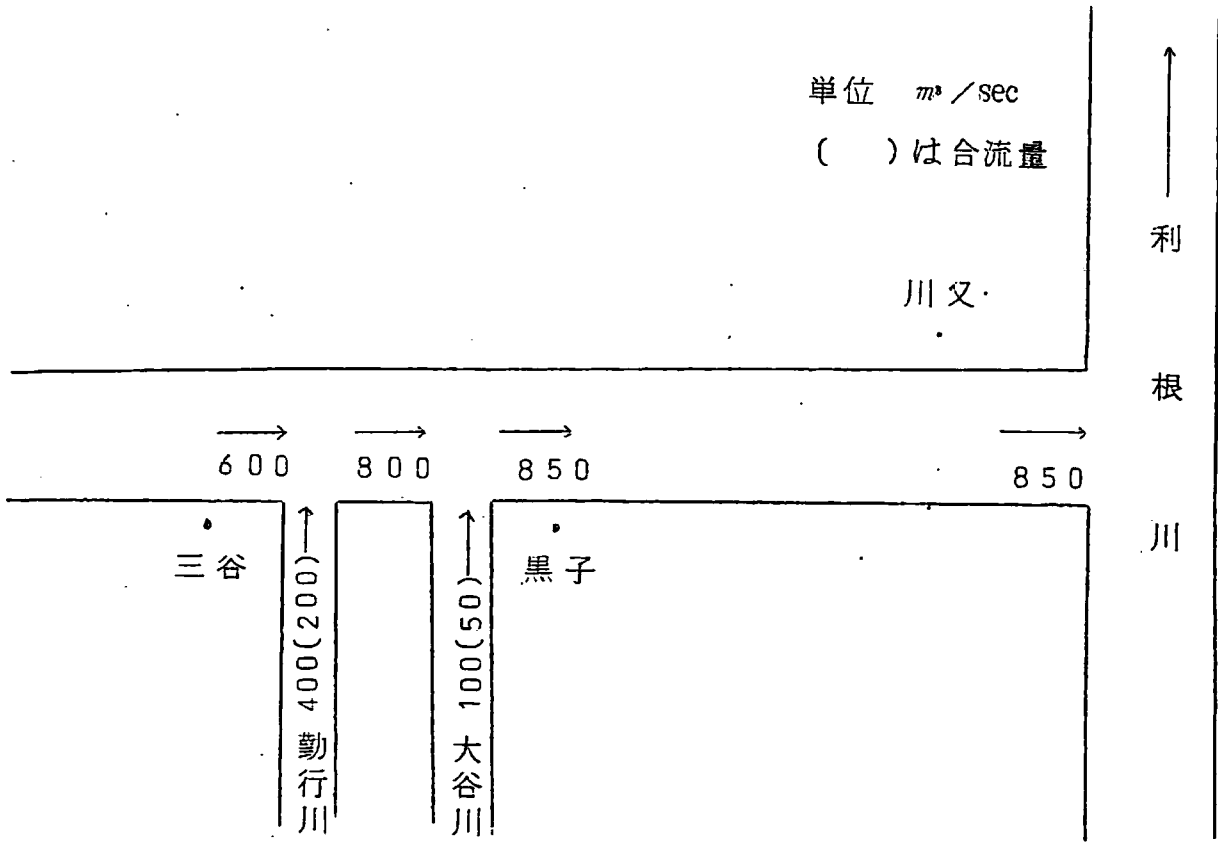 単位 m³/sec
(  )は合流量
利根川
川又
600
800
850
850
三谷
黒子
勤行川 400(200)
大谷川 100(50)